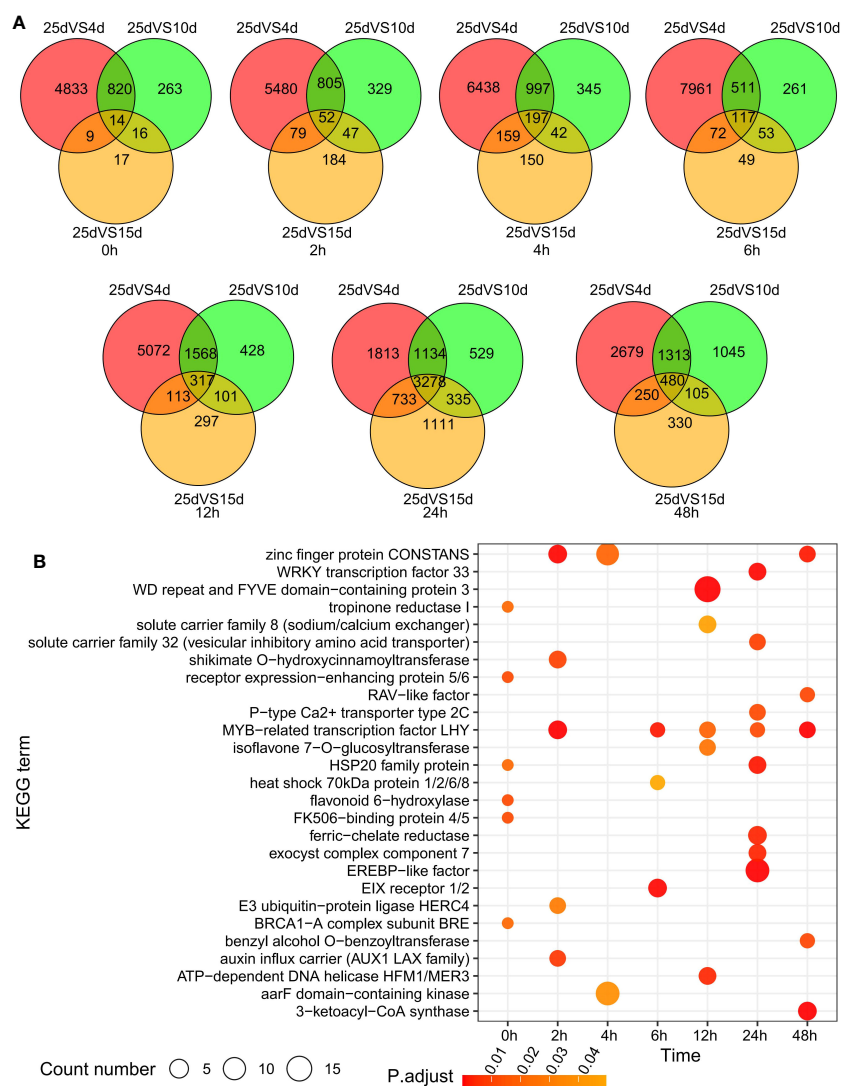 A
25dVS4d
25dVS10d
4833
820
263
14
9
16
17
25dVS15d
0h
25dVS4d
25dVS10d
5480
805
329
52
79
47
184
25dVS15d
2h
25dVS4d
25dVS10d
6438
997
345
197
159
42
150
25dVS15d
4h
25dVS4d
25dVS10d
7961
511
261
117
72
53
49
25dVS15d
6h
25dVS4d
25dVS10d
5072
1568
428
317
113
101
297
25dVS15d
12h
25dVS4d
25dVS10d
1813
1134
529
3278
733
335
1111
25dVS15d
24h
25dVS4d
25dVS10d
2679
1313
1045
480
250
105
330
25dVS15d
48h
B
KEGG term
zinc finger protein CONSTANS
WRKY transcription factor 33
WD repeat and FYVE domain−containing protein 3
tropinone reductase I
solute carrier family 8 (sodium/calcium exchanger)
solute carrier family 32 (vesicular inhibitory amino acid transporter)
shikimate O−hydroxycinnamoyltransferase
receptor expression−enhancing protein 5/6
RAV−like factor
P−type Ca2+ transporter type 2C
MYB−related transcription factor LHY
isoflavone 7−O−glucosyltransferase
HSP20 family protein
heat shock 70kDa protein 1/2/6/8
flavonoid 6−hydroxylase
FK506−binding protein 4/5
ferric−chelate reductase
exocyst complex component 7
EREBP−like factor
EIX receptor 1/2
E3 ubiquitin−protein ligase HERC4
BRCA1−A complex subunit BRE
benzyl alcohol O−benzoyltransferase
auxin influx carrier (AUX1 LAX family)
ATP−dependent DNA helicase HFM1/MER3
aarF domain−containing kinase
3−ketoacyl−CoA synthase
0h 2h 4h 6h 12h 24h 48h
Time
Count number 5 10 15
P.adjust 0.01 0.02 0.03 0.04